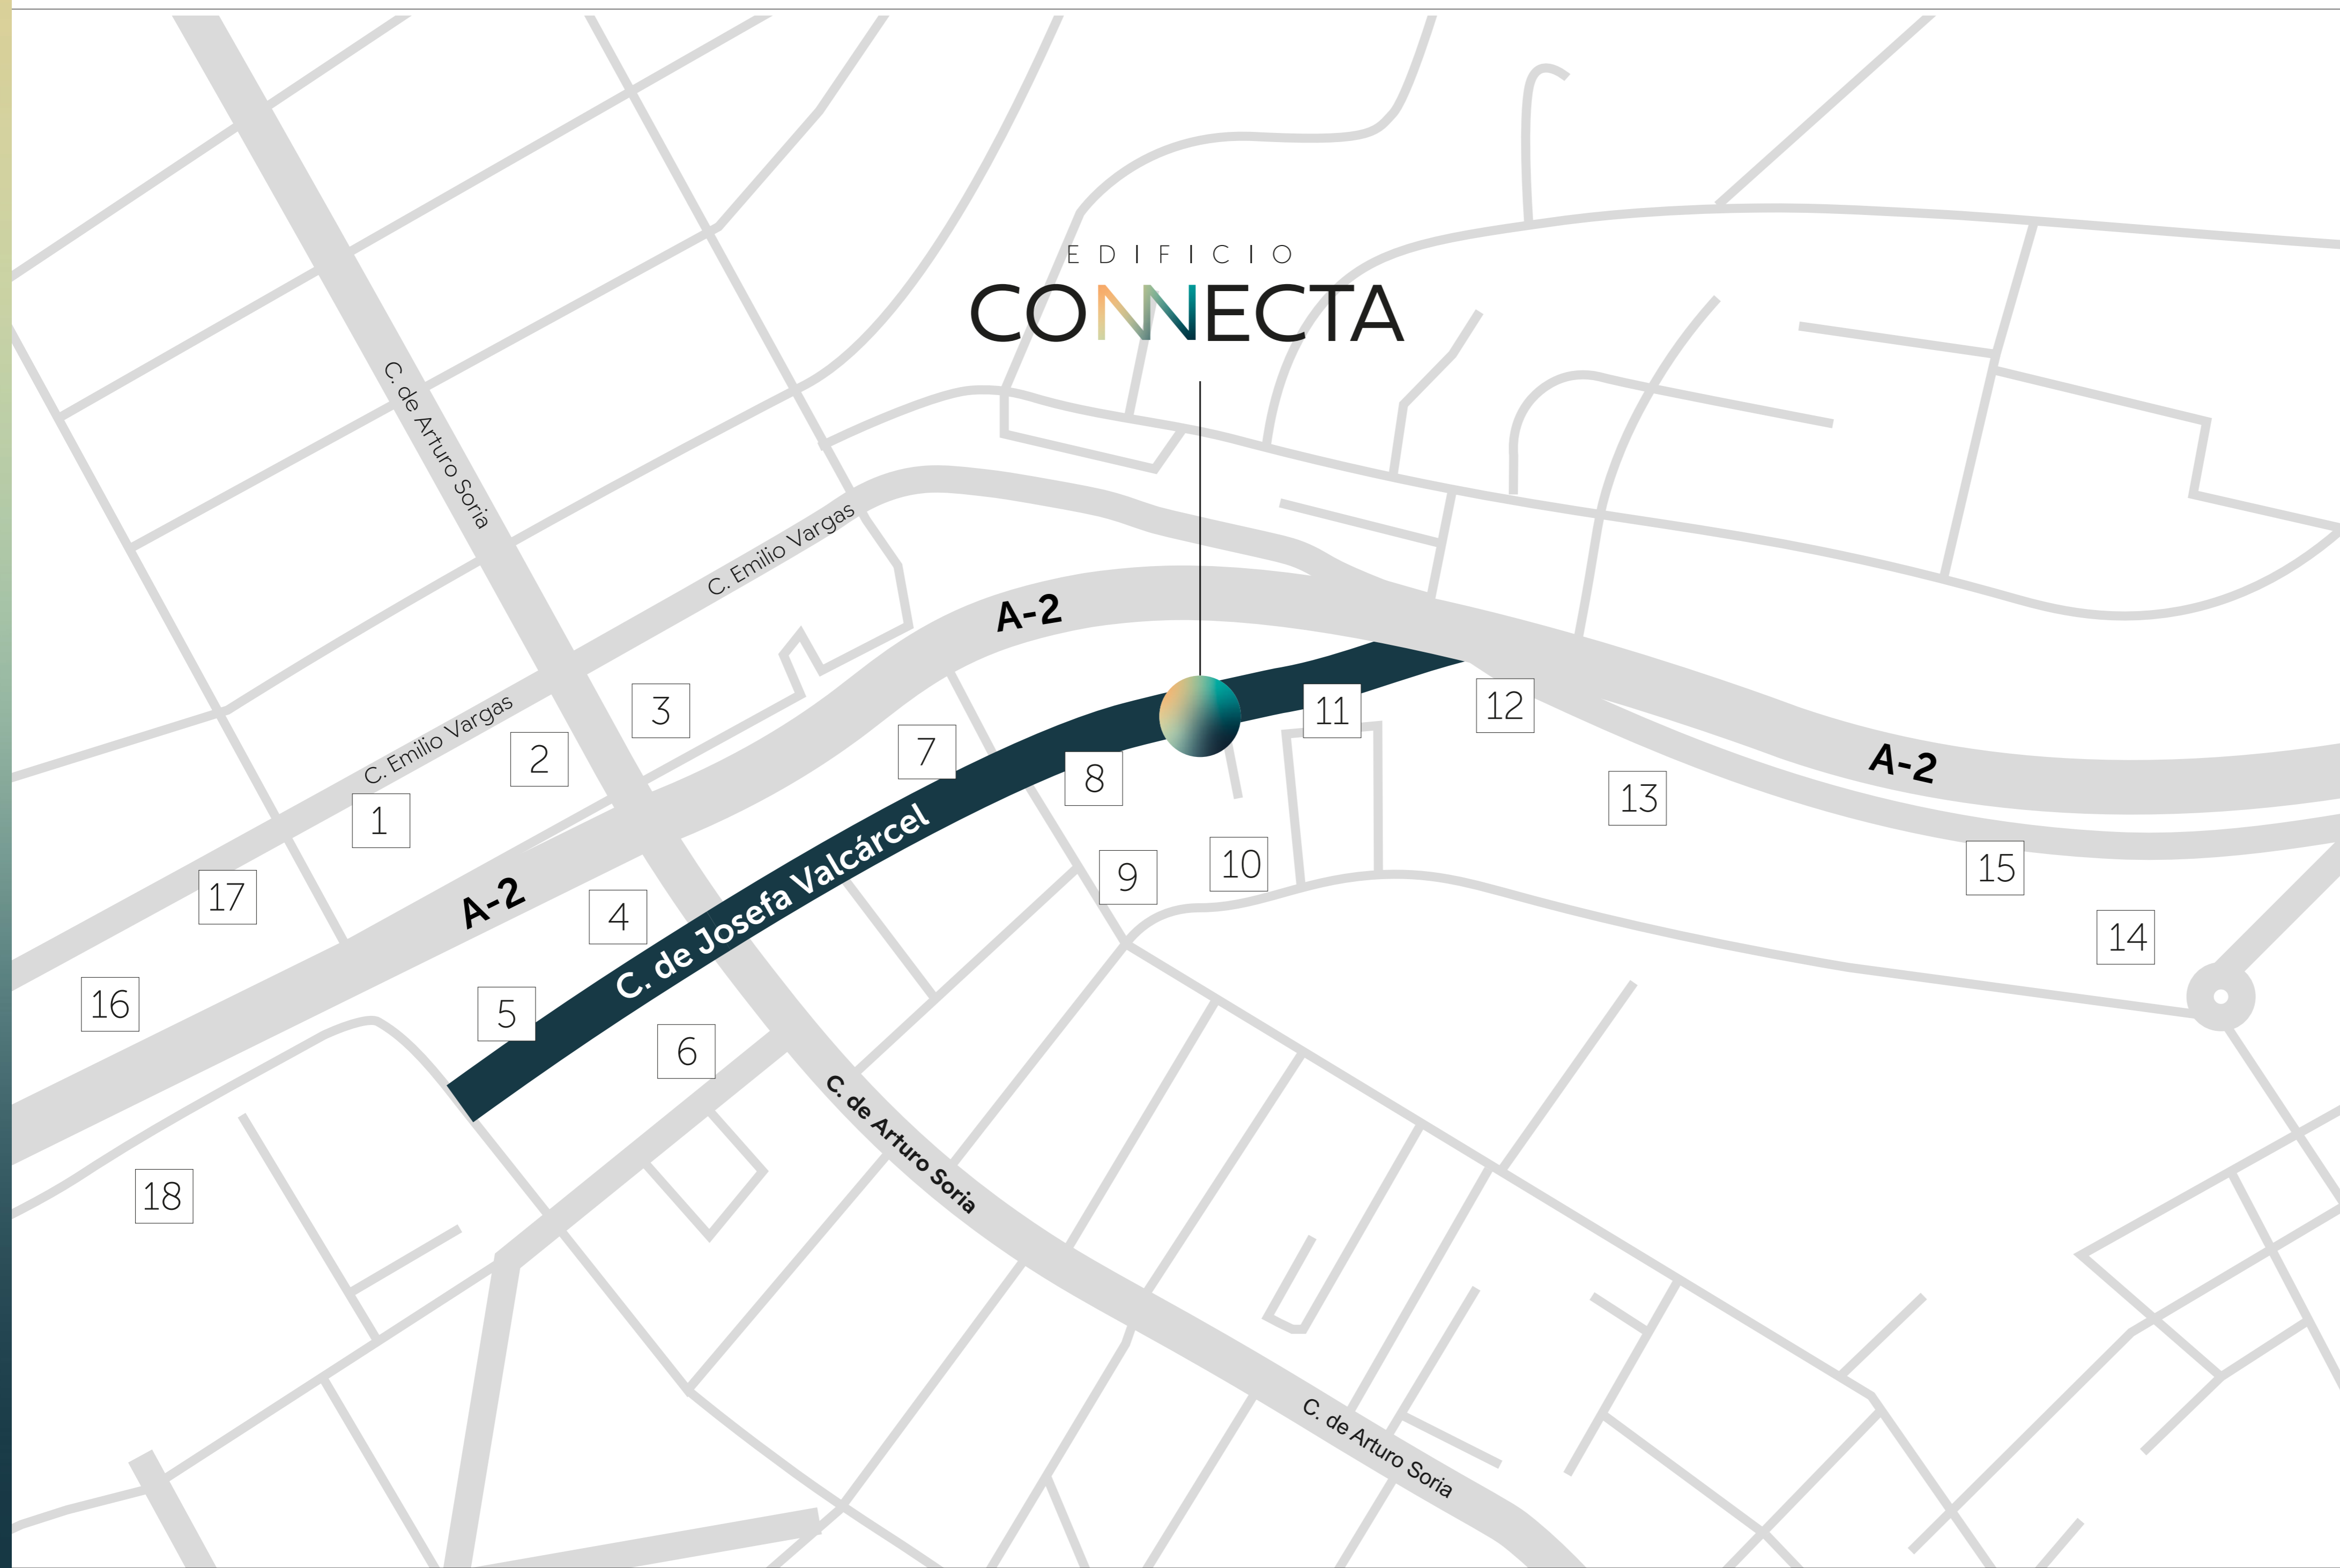 EDIFICIO
CONNECTA
C. de Arturo Soria
C. Emilio Vargas
A-2
C. Emilio Vargas
3
12
11
2
7
A-2
8
13
1
10
15
9
17
A-2
4
C. de Josefa Valcárcel
14
16
5
6
C. de Arturo Soria
18
C. de Arturo Soria